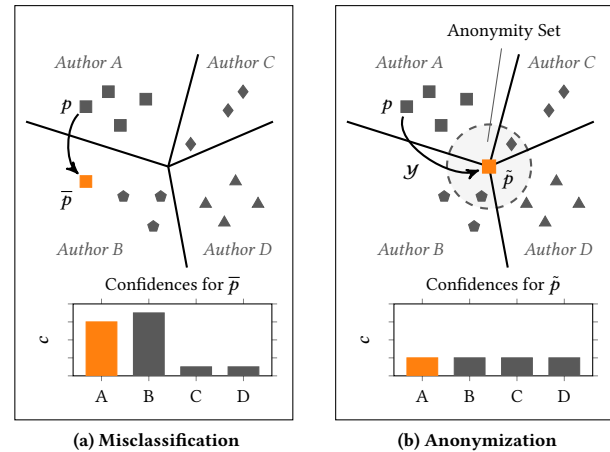 Author A
Author C
p
p̅
Author B
Author D
Confidences for p̅
c
A B C D
(a) Misclassification
Anonymity Set
Author A
Author C
p
𝒴
p̃
Author B
Author D
Confidences for p̃
c
A B C D
(b) Anonymization